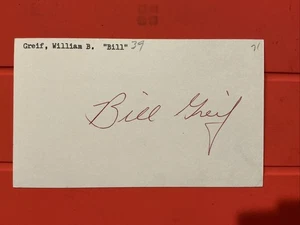 Greif, William B. "Bill" 39 71
Bill Greif